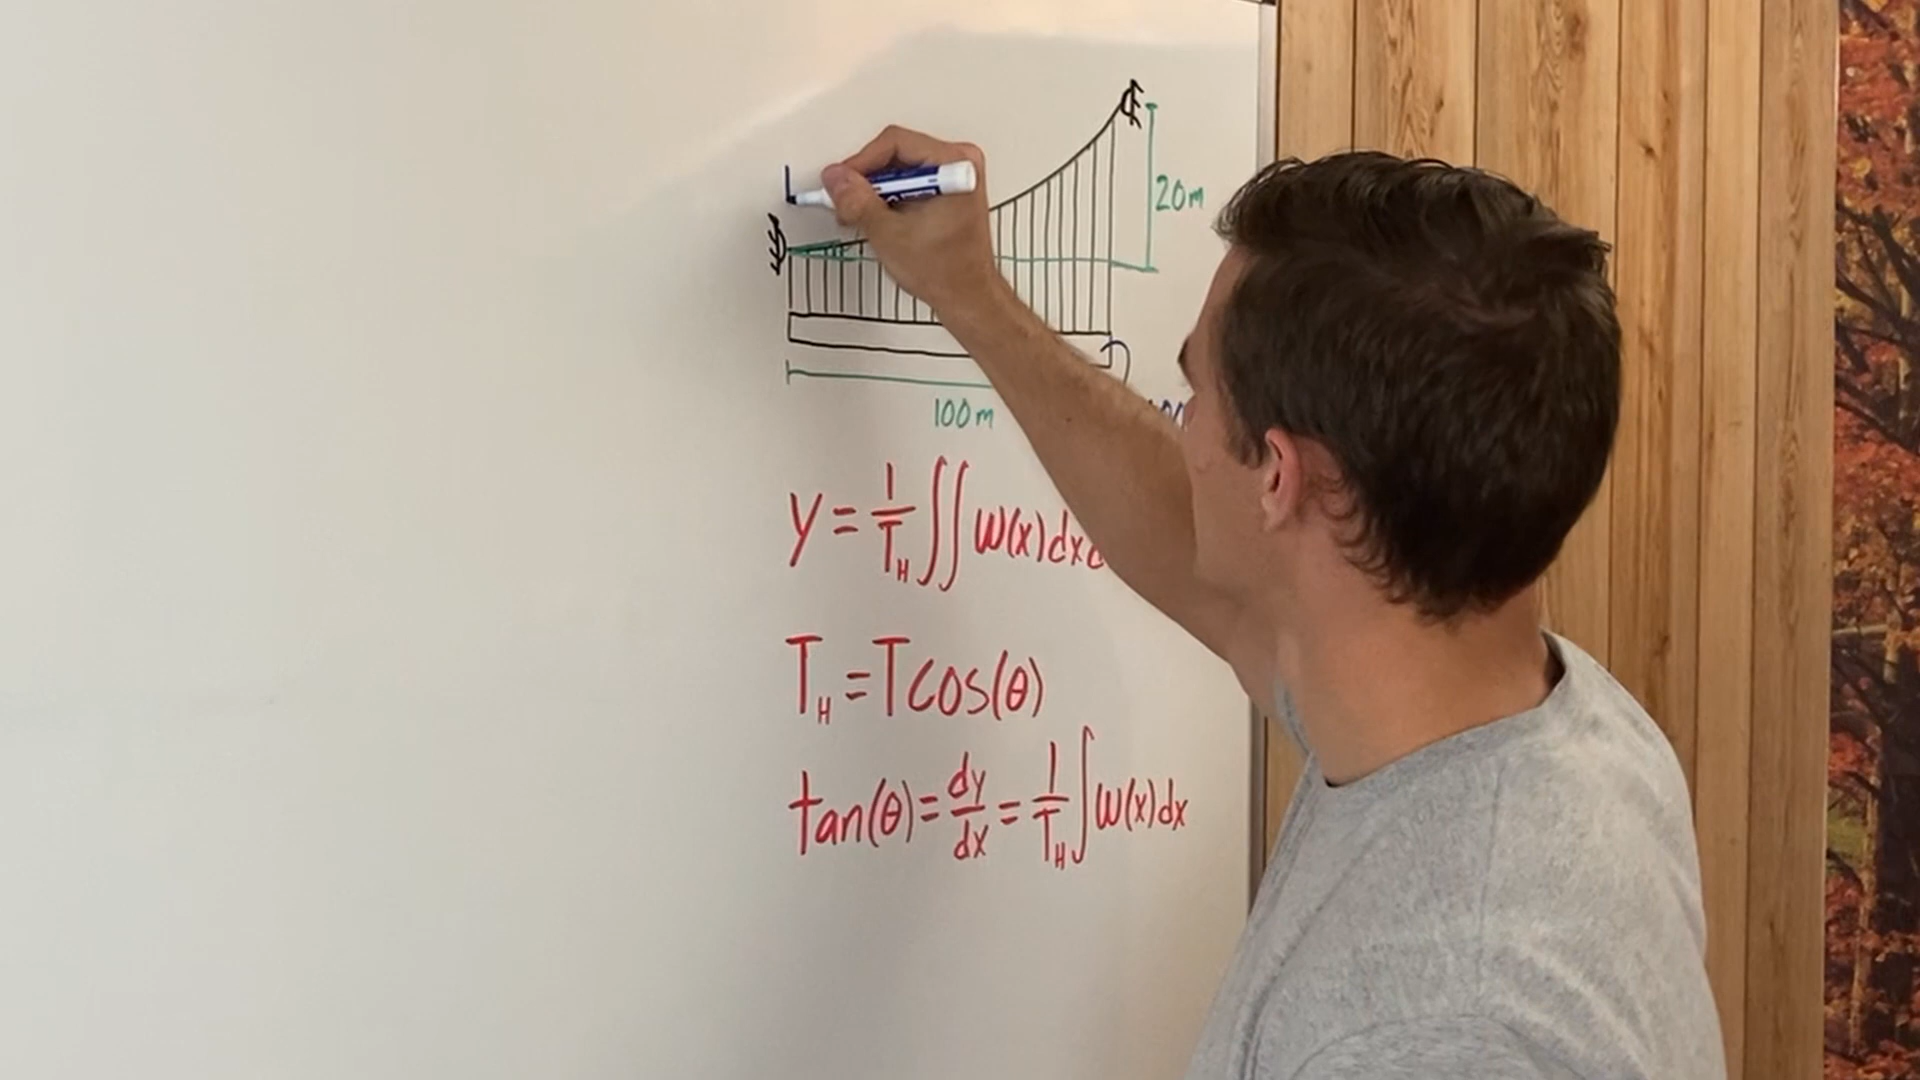 20m
100m
y = 1/T_H ∬ w(x)dx
T_H = T cos(θ)
tan(θ) = dy/dx = 1/T_H ∫ w(x)dx